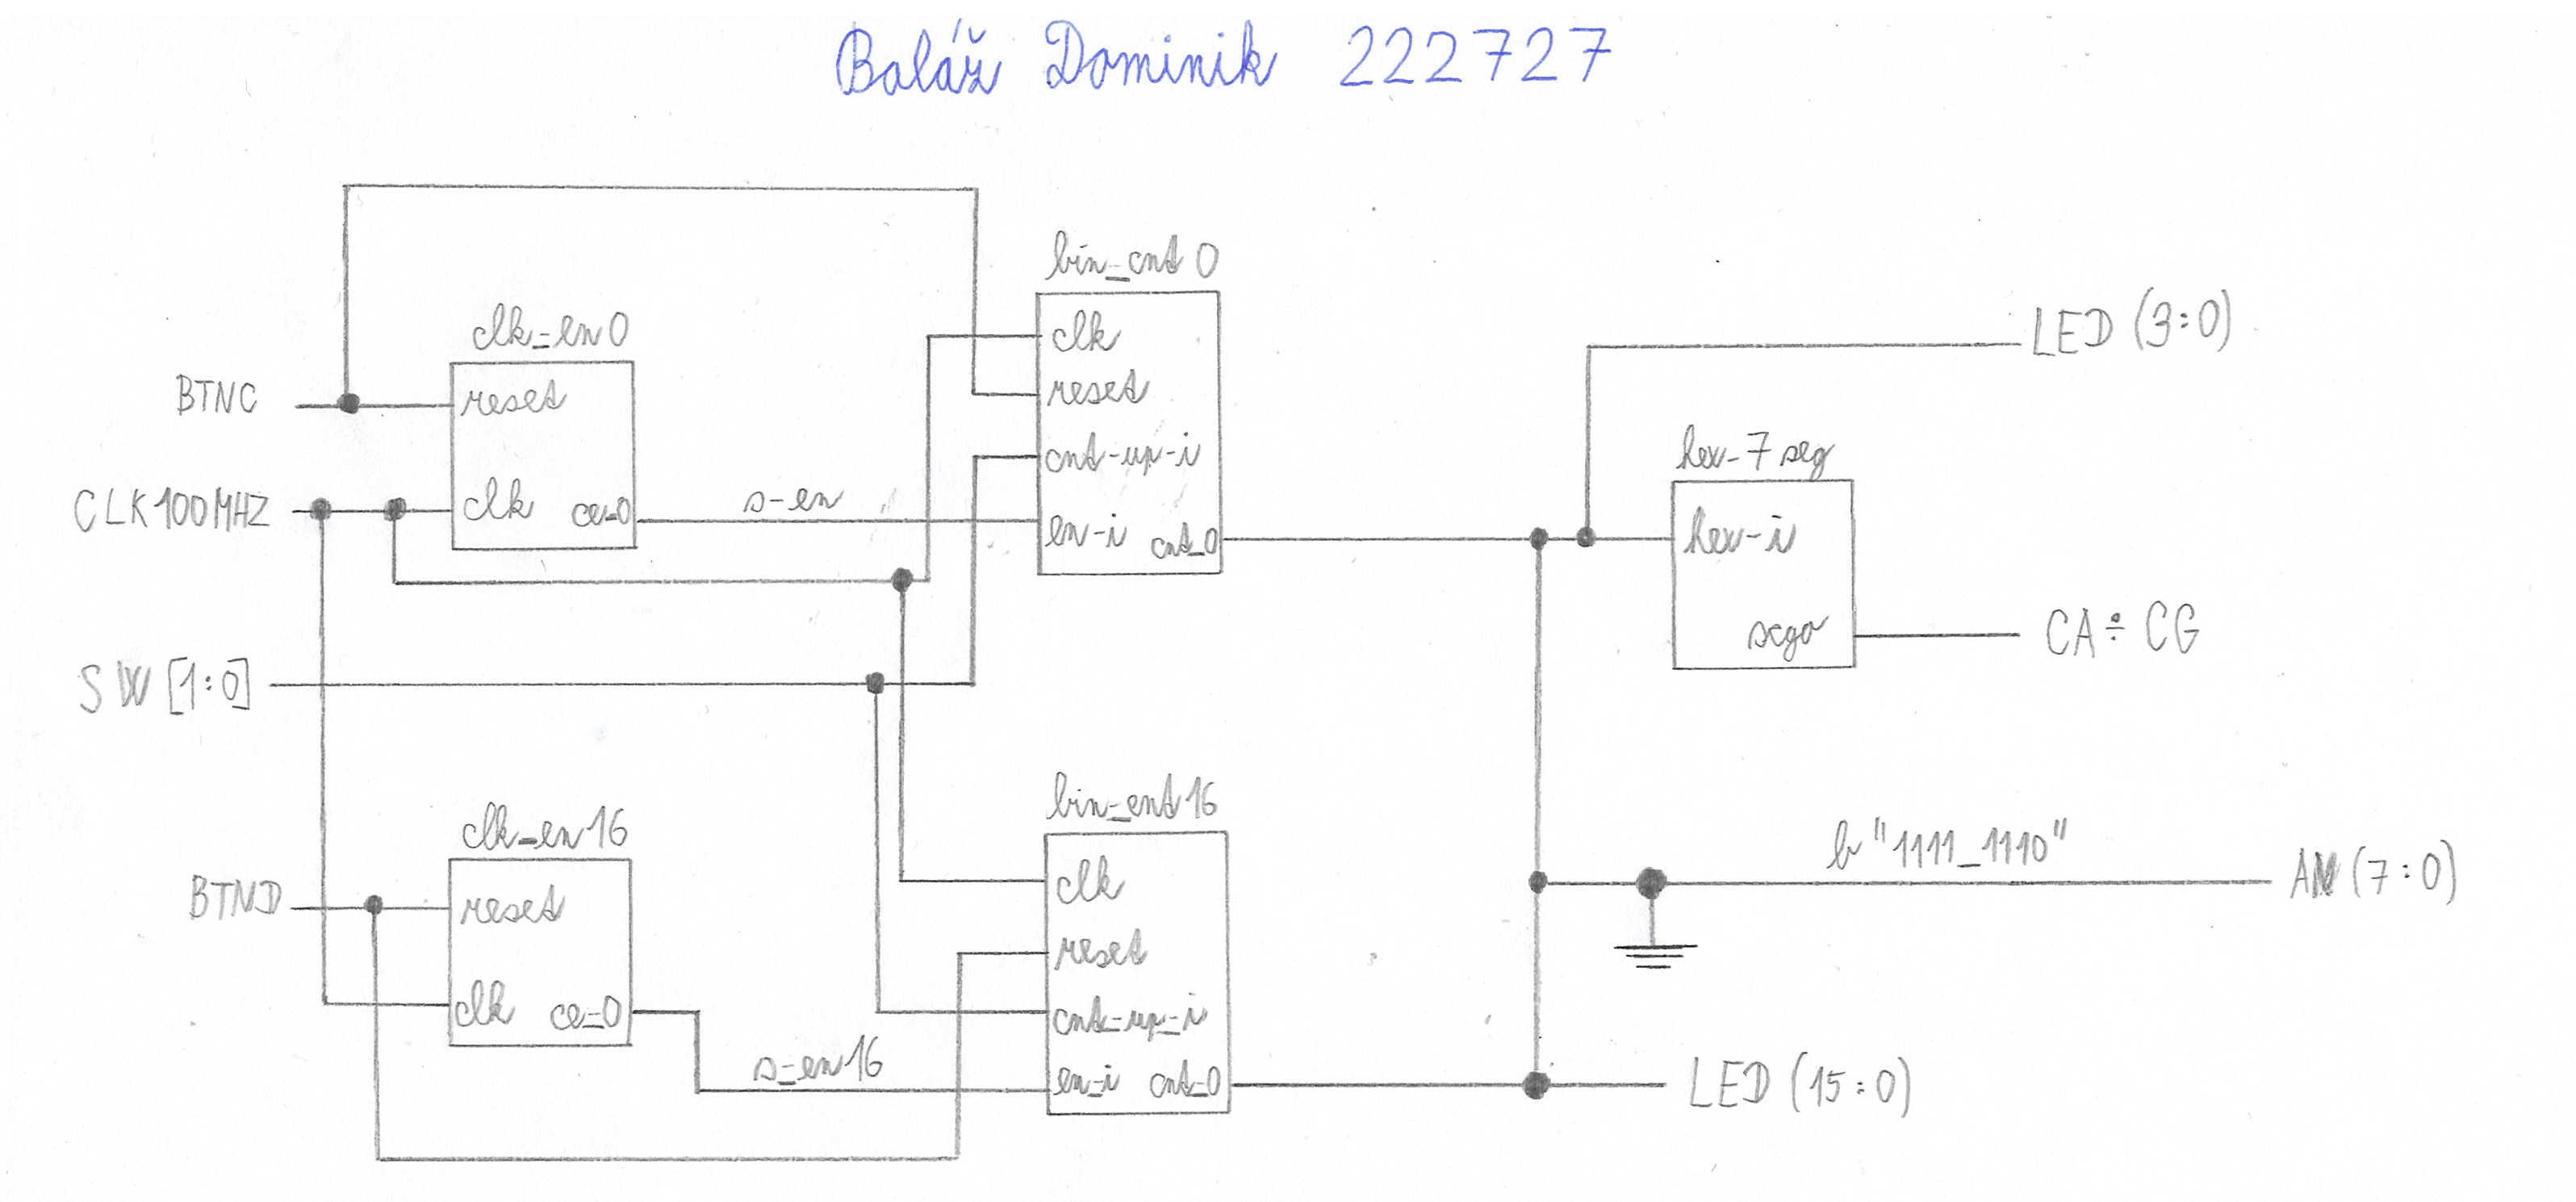 Baláž Dominik 222727
bin_cnt0
clk_en0
BTNC
reset
clk
ce_0
CLK100MHZ
s-en
clk
reset
cnt-up-i
en-i
cnt_0
LED (3:0)
hex-7seg
hex-i
sego
CA÷CG
SW [1:0]
clk_en16
BTND
reset
clk
ce_0
s_en16
bin_cnt16
clk
reset
cnt_up_i
en_i
cnt_0
b"1111_1110"
AN (7:0)
LED (15:0)